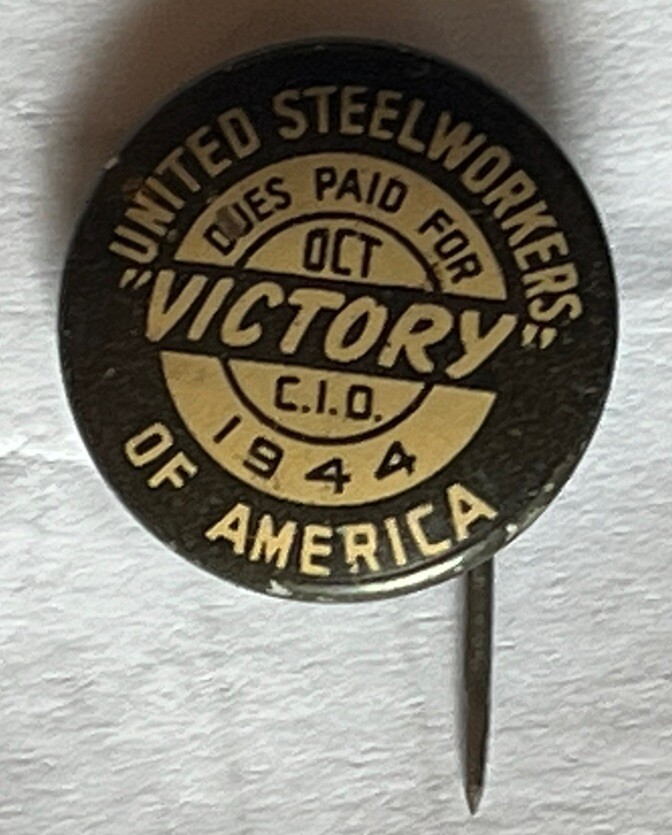 UNITED STEELWORKERS
DUES PAID FOR
OCT
"VICTORY"
C.I.O.
1944
OF AMERICA